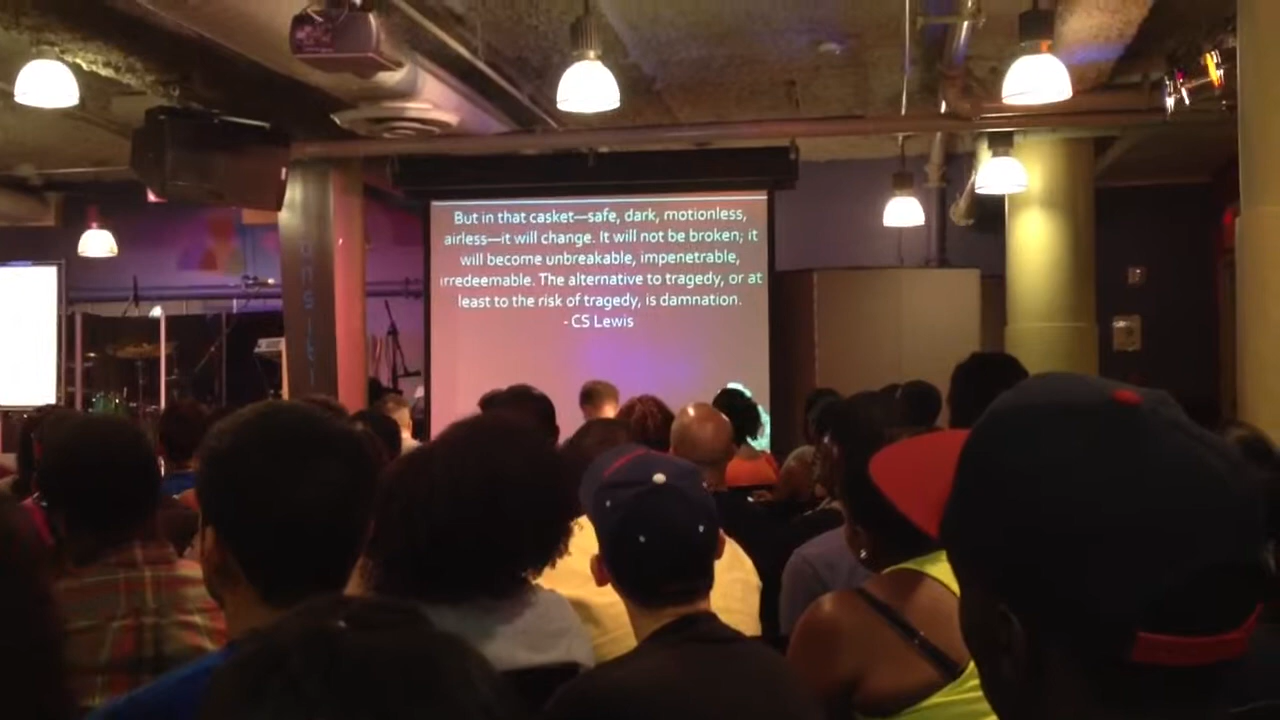 But in that casket—safe, dark, motionless,
airless—it will change. It will not be broken; it
will become unbreakable, impenetrable,
irredeemable. The alternative to tragedy, or at
least to the risk of tragedy, is damnation.
- CS Lewis